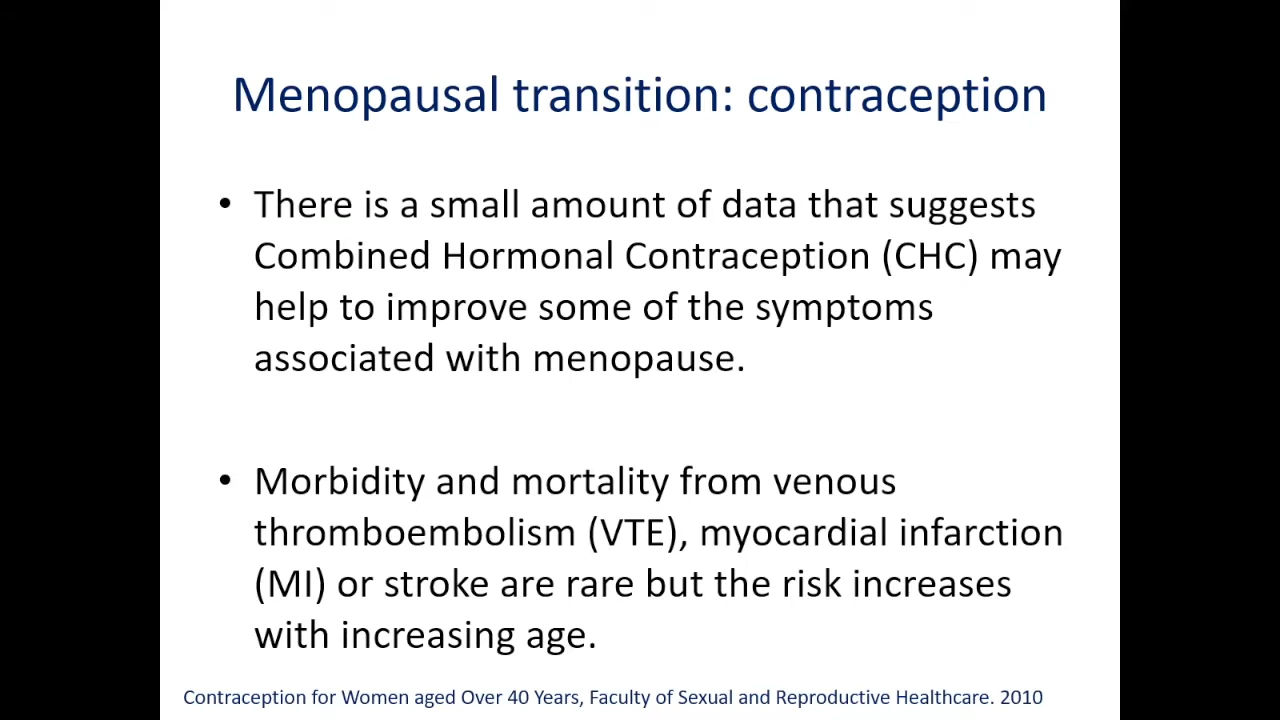 Menopausal transition: contraception
• There is a small amount of data that suggests
Combined Hormonal Contraception (CHC) may
help to improve some of the symptoms
associated with menopause.
• Morbidity and mortality from venous
thromboembolism (VTE), myocardial infarction
(MI) or stroke are rare but the risk increases
with increasing age.
Contraception for Women aged Over 40 Years, Faculty of Sexual and Reproductive Healthcare. 2010